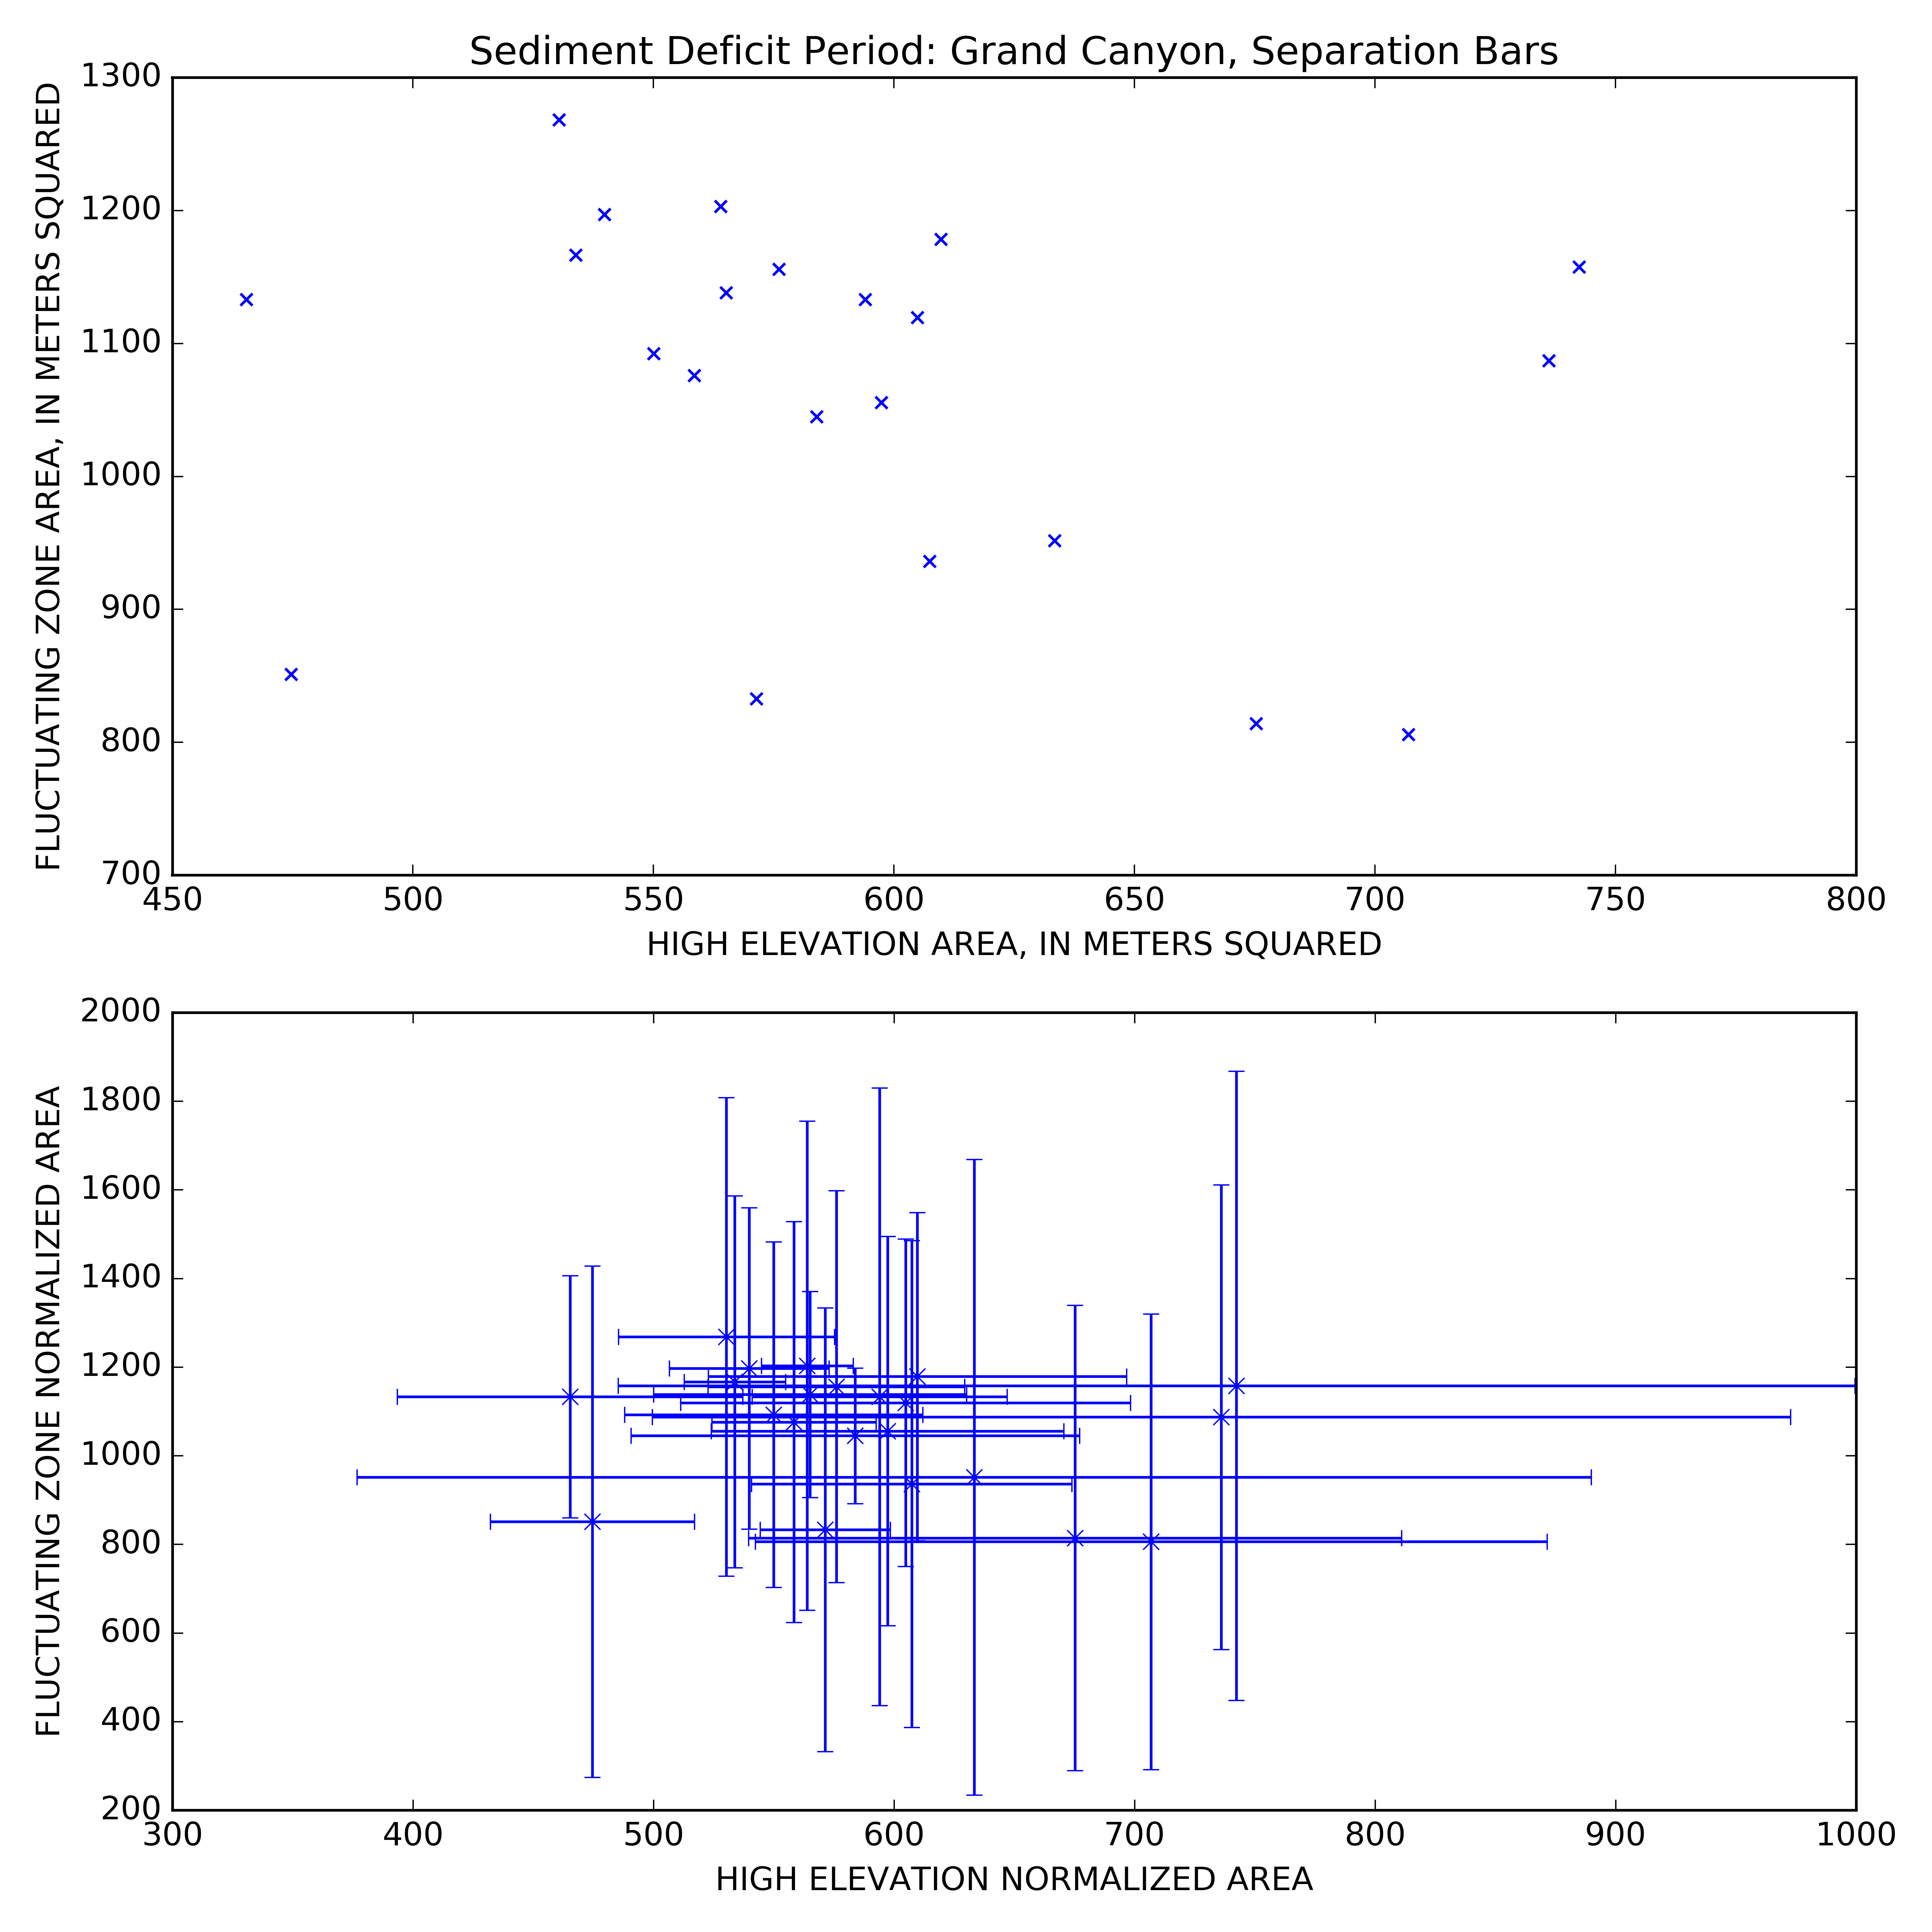 Sediment Deficit Period: Grand Canyon, Separation Bars
FLUCTUATING ZONE AREA, IN METERS SQUARED
1300
1200
1100
1000
900
800
700
450 500 550 600 650 700 750 800
HIGH ELEVATION AREA, IN METERS SQUARED
FLUCTUATING ZONE NORMALIZED AREA
2000
1800
1600
1400
1200
1000
800
600
400
200
300 400 500 600 700 800 900 1000
HIGH ELEVATION NORMALIZED AREA